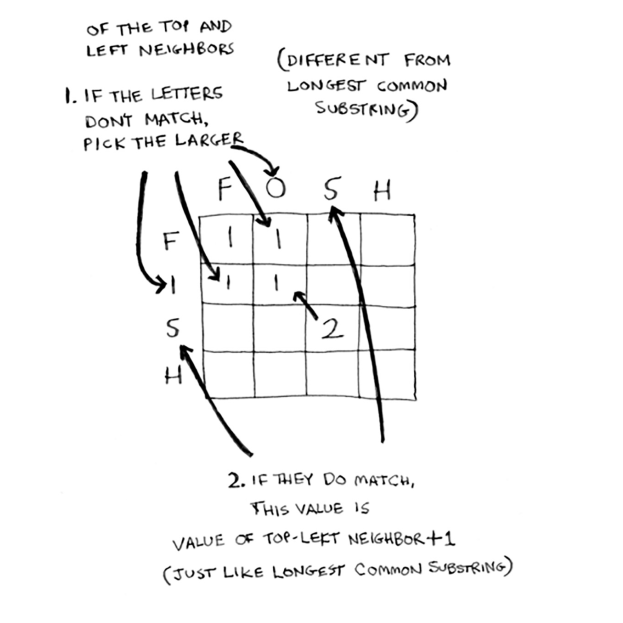 OF THE TOP AND
LEFT NEIGHBORS
(DIFFERENT FROM
LONGEST COMMON
SUBSTRING)
1. IF THE LETTERS
DONT MATCH,
PICK THE LARGER
F O S H
F 1 1
I 1 1
S 2
H
2. IF THEY DO MATCH,
THIS VALUE IS
VALUE OF TOP-LEFT NEIGHBOR+1
(JUST LIKE LONGEST COMMON SUBSTRING)